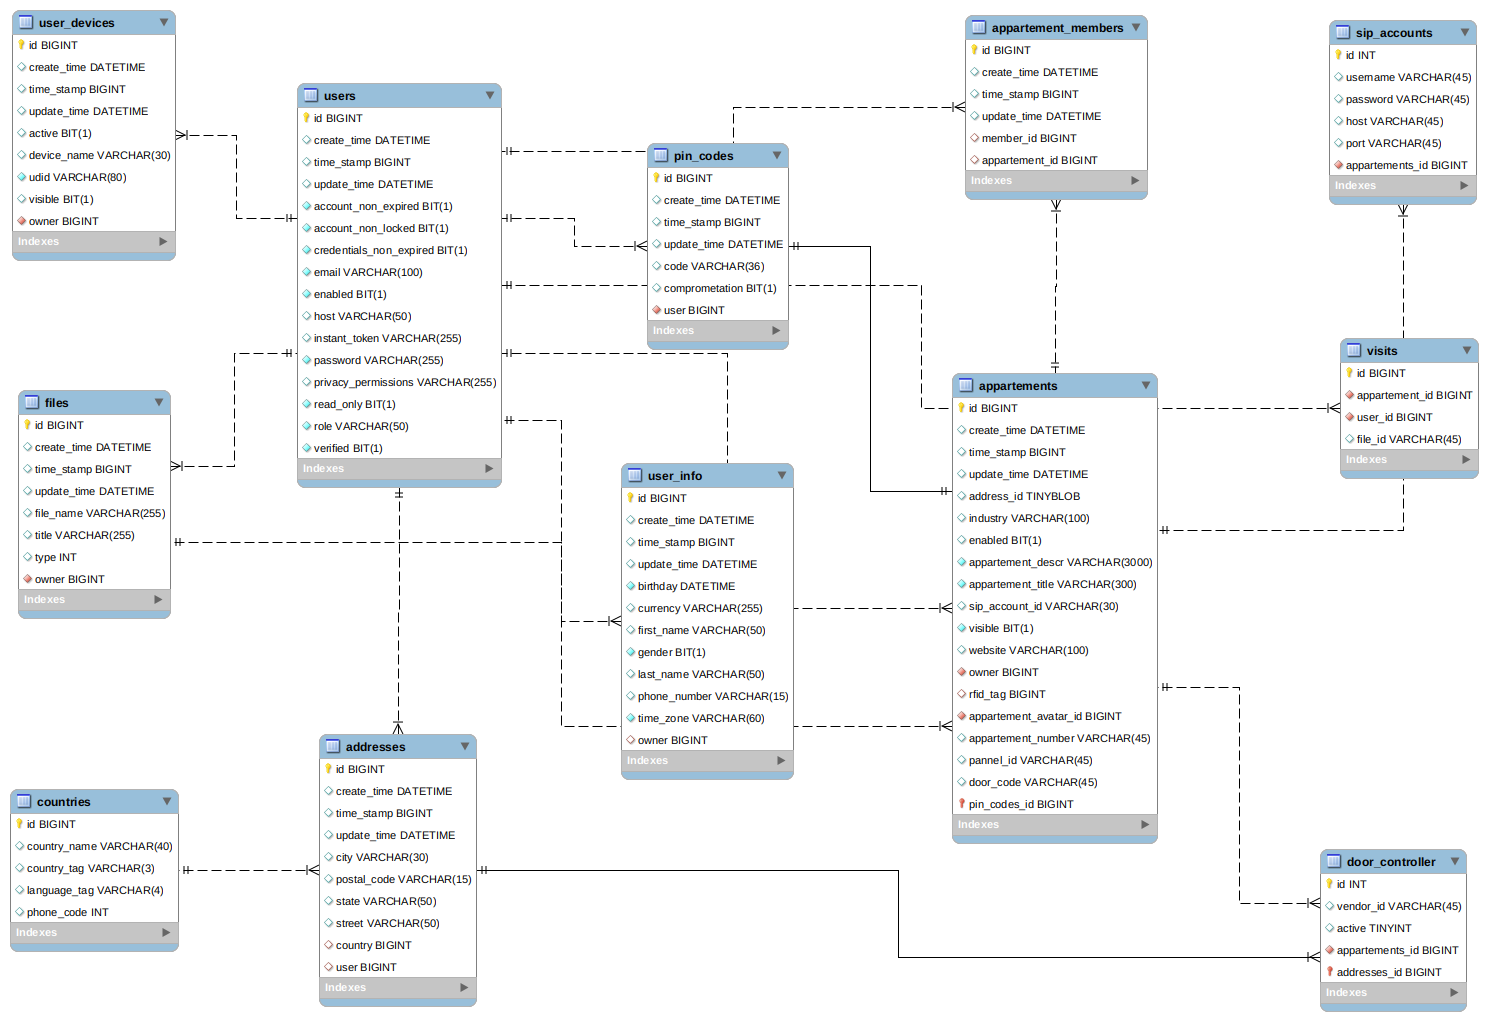 user_devices
id BIGINT
create_time DATETIME
time_stamp BIGINT
update_time DATETIME
active BIT(1)
device_name VARCHAR(30)
udid VARCHAR(80)
visible BIT(1)
owner BIGINT
Indexes
users
id BIGINT
create_time DATETIME
time_stamp BIGINT
update_time DATETIME
account_non_expired BIT(1)
account_non_locked BIT(1)
credentials_non_expired BIT(1)
email VARCHAR(100)
enabled BIT(1)
host VARCHAR(50)
instant_token VARCHAR(255)
password VARCHAR(255)
privacy_permissions VARCHAR(255)
read_only BIT(1)
role VARCHAR(50)
verified BIT(1)
Indexes
pin_codes
id BIGINT
create_time DATETIME
time_stamp BIGINT
update_time DATETIME
code VARCHAR(36)
comprometation BIT(1)
user BIGINT
Indexes
appartement_members
id BIGINT
create_time DATETIME
time_stamp BIGINT
update_time DATETIME
member_id BIGINT
appartement_id BIGINT
Indexes
sip_accounts
id INT
username VARCHAR(45)
password VARCHAR(45)
host VARCHAR(45)
port VARCHAR(45)
appartements_id BIGINT
Indexes
visits
id BIGINT
appartement_id BIGINT
user_id BIGINT
file_id VARCHAR(45)
Indexes
files
id BIGINT
create_time DATETIME
time_stamp BIGINT
update_time DATETIME
file_name VARCHAR(255)
title VARCHAR(255)
type INT
owner BIGINT
Indexes
user_info
id BIGINT
create_time DATETIME
time_stamp BIGINT
update_time DATETIME
birthday DATETIME
currency VARCHAR(255)
first_name VARCHAR(50)
gender BIT(1)
last_name VARCHAR(50)
phone_number VARCHAR(15)
time_zone VARCHAR(60)
owner BIGINT
Indexes
appartements
id BIGINT
create_time DATETIME
time_stamp BIGINT
update_time DATETIME
address_id TINYBLOB
industry VARCHAR(100)
enabled BIT(1)
appartement_descr VARCHAR(3000)
appartement_title VARCHAR(300)
sip_account_id VARCHAR(30)
visible BIT(1)
website VARCHAR(100)
owner BIGINT
rfid_tag BIGINT
appartement_avatar_id BIGINT
appartement_number VARCHAR(45)
pannel_id VARCHAR(45)
door_code VARCHAR(45)
pin_codes_id BIGINT
Indexes
countries
id BIGINT
country_name VARCHAR(40)
country_tag VARCHAR(3)
language_tag VARCHAR(4)
phone_code INT
Indexes
addresses
id BIGINT
create_time DATETIME
time_stamp BIGINT
update_time DATETIME
city VARCHAR(30)
postal_code VARCHAR(15)
state VARCHAR(50)
street VARCHAR(50)
country BIGINT
user BIGINT
Indexes
door_controller
id INT
vendor_id VARCHAR(45)
active TINYINT
appartements_id BIGINT
addresses_id BIGINT
Indexes